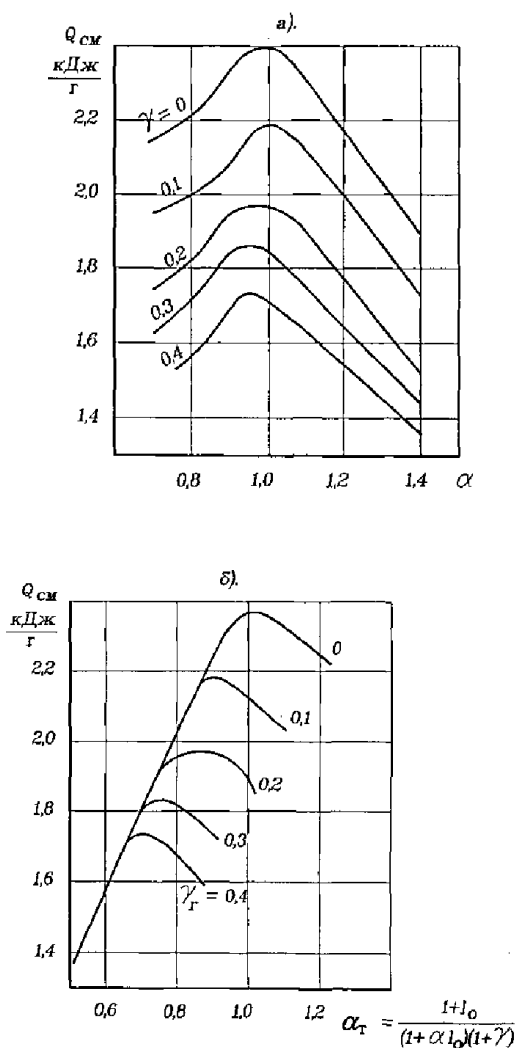 а).
Qсм
кДж
г
γ = 0
2,2
0,1
2,0
0,2
1,8
0,3
1,6
0,4
1,4
0,8 1,0 1,2 1,4 α
б).
Qсм
кДж
г
0
2,2
0,1
2,0
0,2
1,8
0,3
1,6
γг = 0,4
1,4
0,6 0,8 1,0 1,2
αт = 1+l₀ / (1+αl₀)(1+γ)